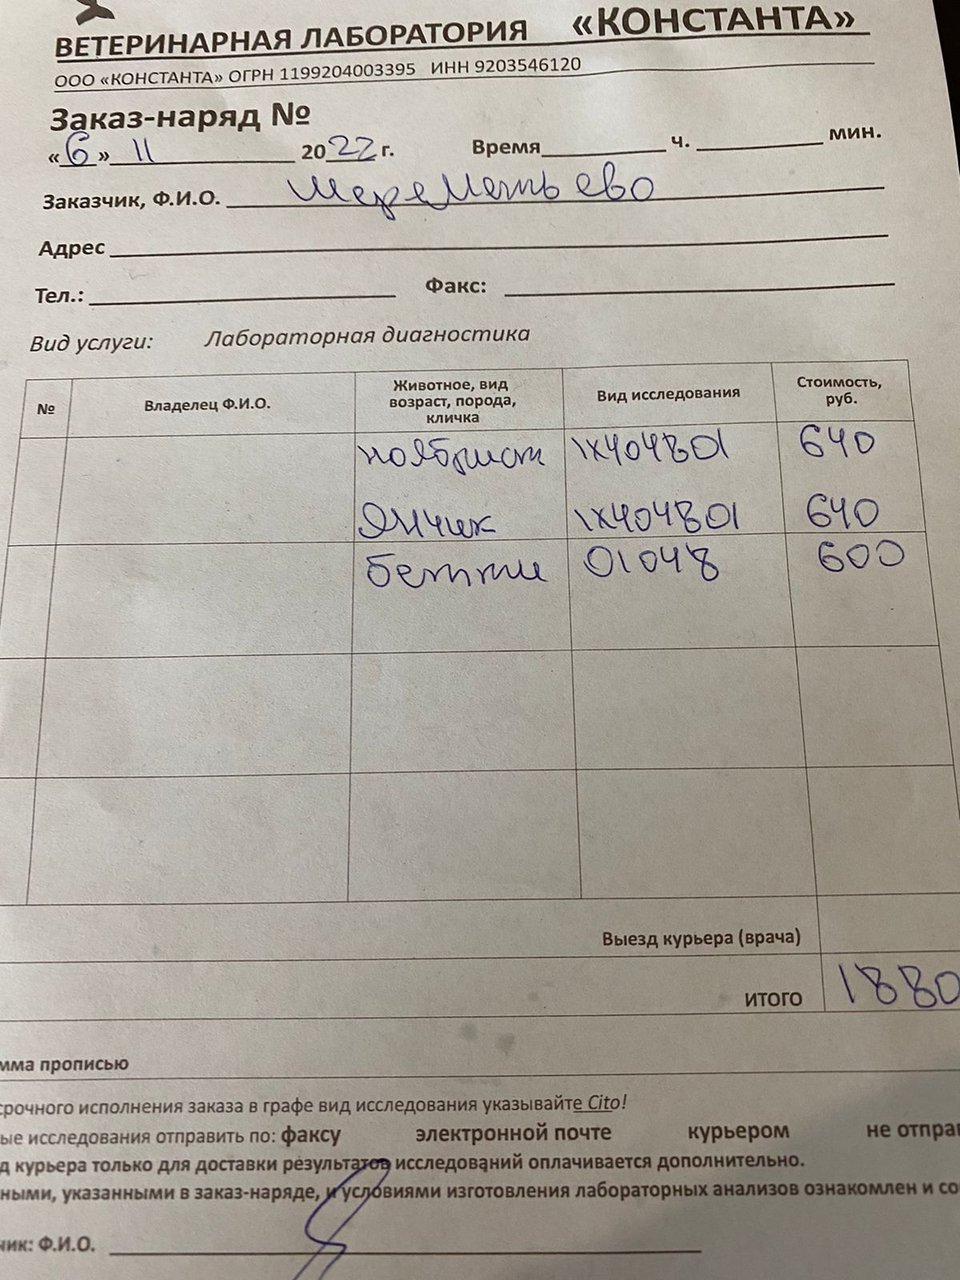 ВЕТЕРИНАРНАЯ ЛАБОРАТОРИЯ «КОНСТАНТА»
ООО «КОНСТАНТА» ОГРН 1199204003395 ИНН 9203546120
Заказ-наряд №
«6» 11 2022 г. Время ч. мин.
Заказчик, Ф.И.О. Шереметьево
Адрес
Тел.: Факс:
Вид услуги: Лабораторная диагностика
№ Владелец Ф.И.О. Животное, вид возраст, порода, кличка Вид исследования Стоимость, руб.
Ноябрист 1X404B01 640
Янчик 1X404B01 640
Бетти 01048 600
Выезд курьера (врача)
ИТОГО 1880
мма прописью
срочного исполнения заказа в графе вид исследования указывайте Cito!
ые исследования отправить по: факсу электронной почте курьером не отпра
д курьера только для доставки результатов исследований оплачивается дополнительно.
ными, указанными в заказ-наряде, и условиями изготовления лабораторных анализов ознакомлен и со
чик: Ф.И.О.